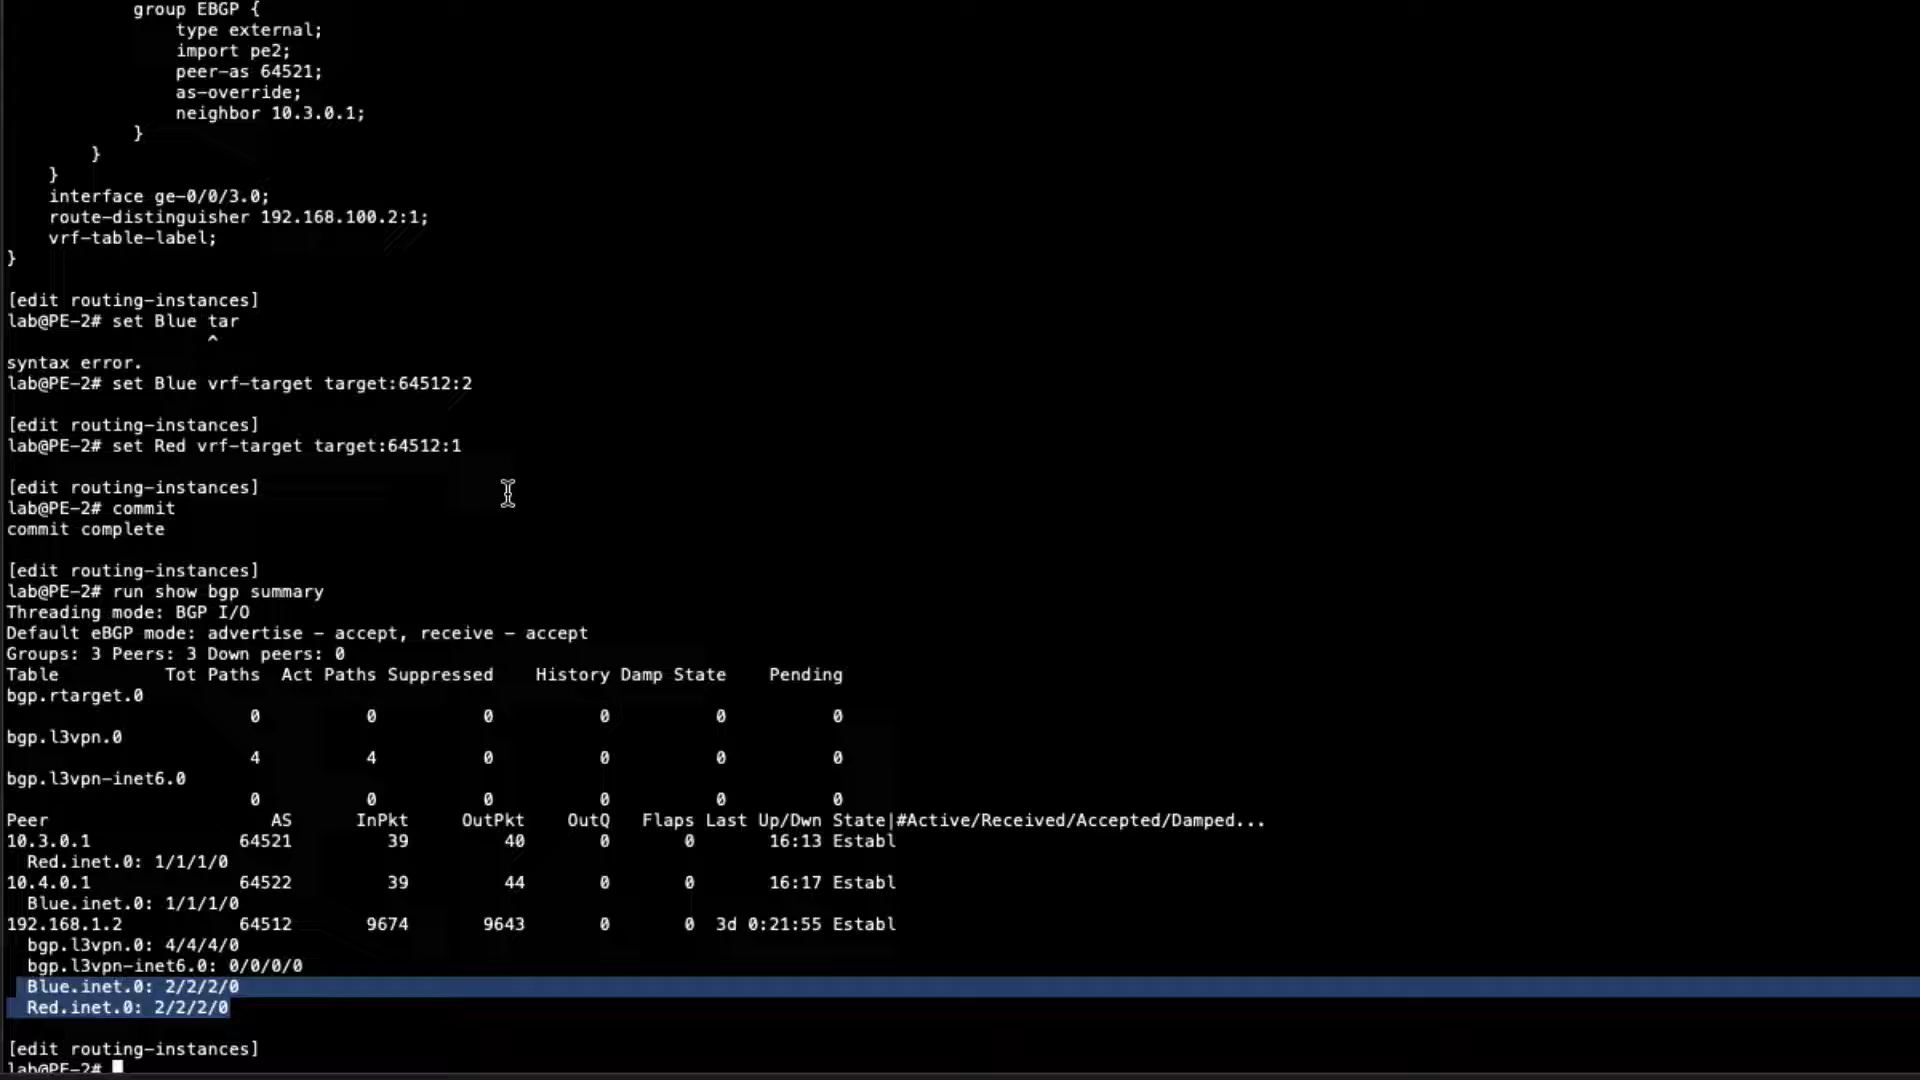 group EBGP {
type external;
import pe2;
peer-as 64521;
as-override;
neighbor 10.3.0.1;
}
}
}
interface ge-0/0/3.0;
route-distinguisher 192.168.100.2:1;
vrf-table-label;
}
[edit routing-instances]
lab@PE-2# set Blue tar
^
syntax error.
lab@PE-2# set Blue vrf-target target:64512:2
[edit routing-instances]
lab@PE-2# set Red vrf-target target:64512:1
[edit routing-instances]
lab@PE-2# commit
commit complete
[edit routing-instances]
lab@PE-2# run show bgp summary
Threading mode: BGP I/O
Default eBGP mode: advertise - accept, receive - accept
Groups: 3 Peers: 3 Down peers: 0
Table Tot Paths Act Paths Suppressed History Damp State Pending
bgp.rtarget.0
0 0 0 0 0 0
bgp.l3vpn.0
4 4 0 0 0 0
bgp.l3vpn-inet6.0
0 0 0 0 0 0
Peer AS InPkt OutPkt OutQ Flaps Last Up/Dwn State|#Active/Received/Accepted/Damped...
10.3.0.1 64521 39 40 0 0 16:13 Establ
Red.inet.0: 1/1/1/0
10.4.0.1 64522 39 44 0 0 16:17 Establ
Blue.inet.0: 1/1/1/0
192.168.1.2 64512 9674 9643 0 0 3d 0:21:55 Establ
bgp.l3vpn.0: 4/4/4/0
bgp.l3vpn-inet6.0: 0/0/0/0
Blue.inet.0: 2/2/2/0
Red.inet.0: 2/2/2/0
[edit routing-instances]
lab@PE-2#